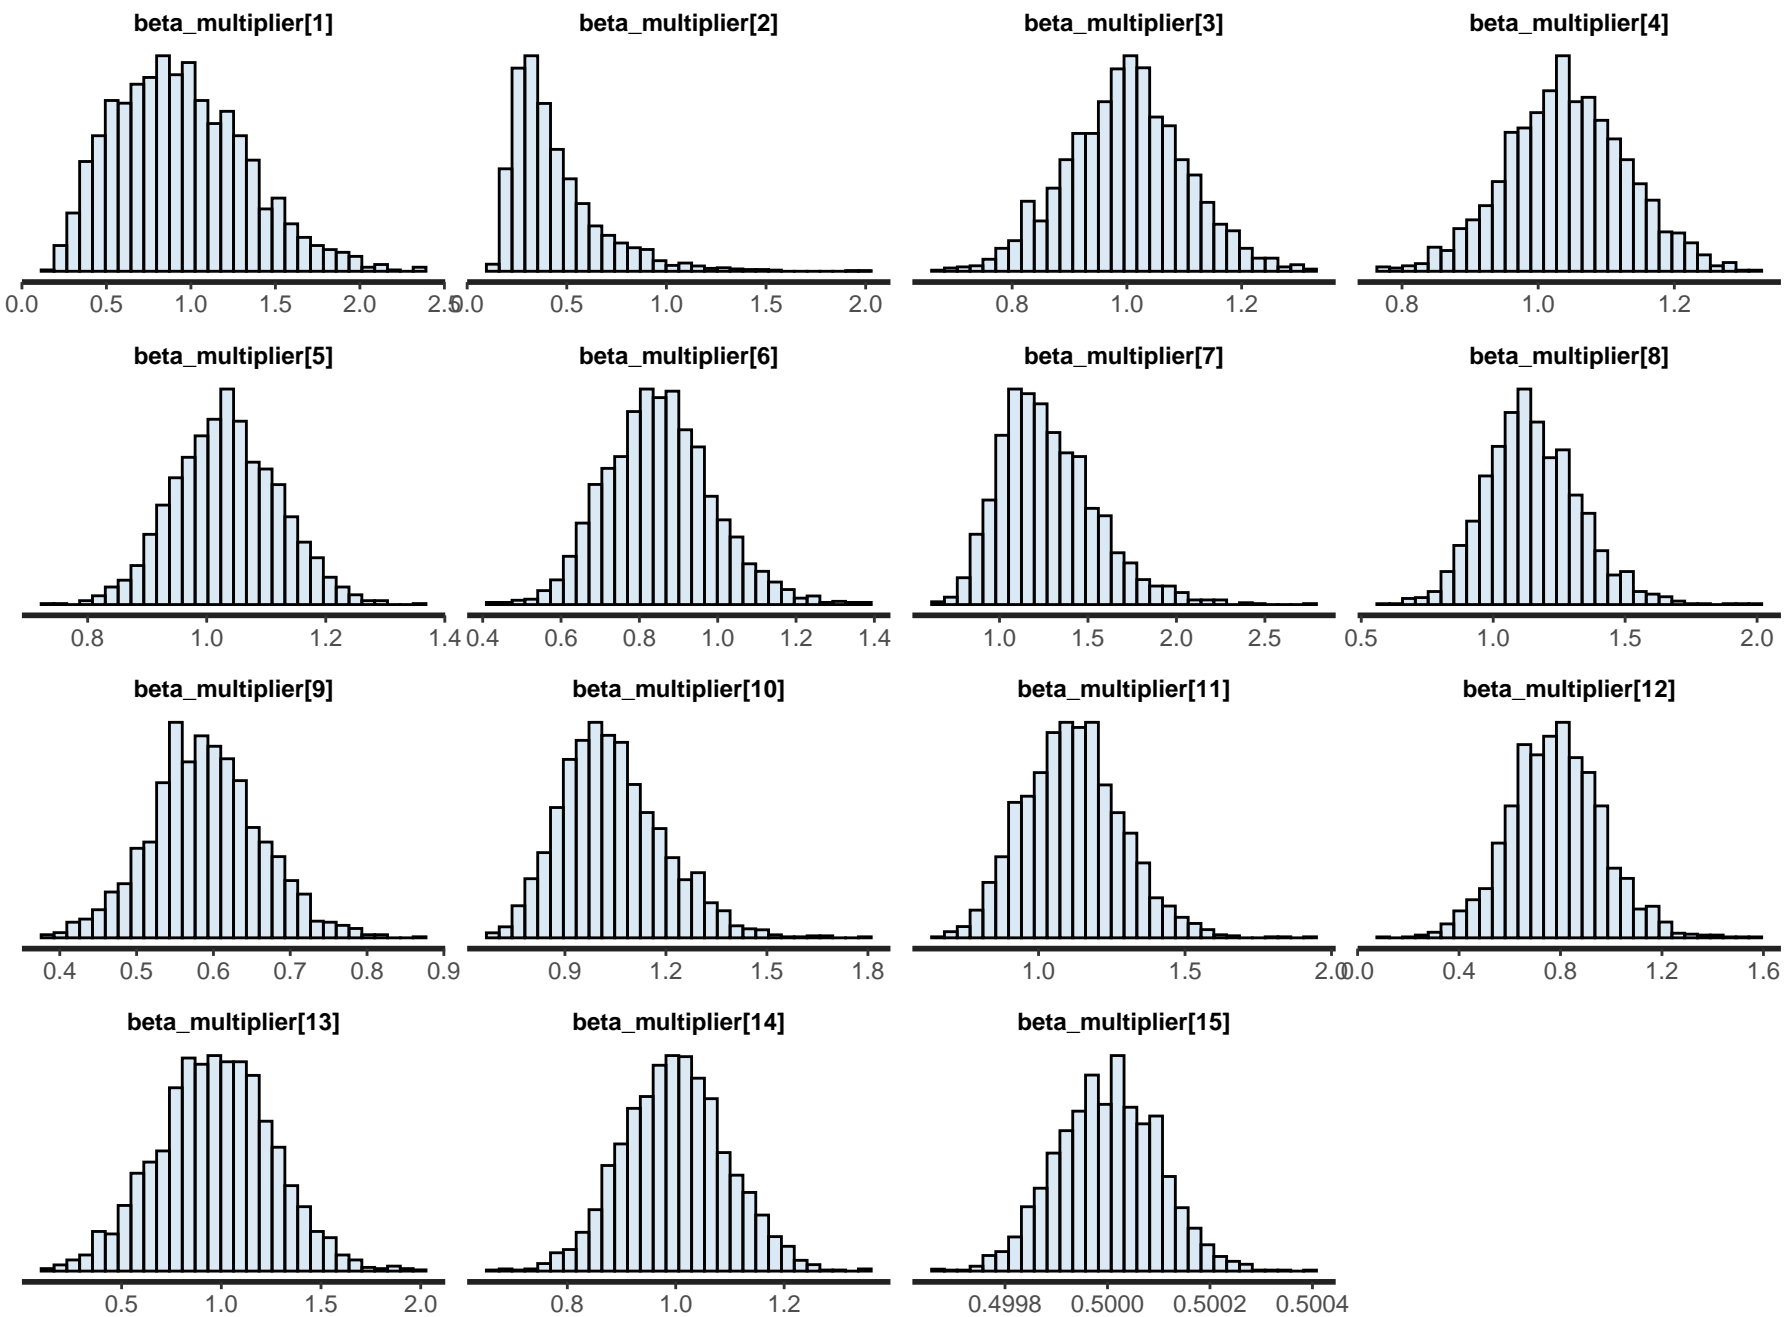 beta_multiplier[1] beta_multiplier[2] beta_multiplier[3] beta_multiplier[4]
0.0 0.5 1.0 1.5 2.0 2.5 0.0 0.5 1.0 1.5 2.0 0.8 1.0 1.2 0.8 1.0 1.2
beta_multiplier[5] beta_multiplier[6] beta_multiplier[7] beta_multiplier[8]
0.8 1.0 1.2 1.4 0.4 0.6 0.8 1.0 1.2 1.4 1.0 1.5 2.0 2.5 0.5 1.0 1.5 2.0
beta_multiplier[9] beta_multiplier[10] beta_multiplier[11] beta_multiplier[12]
0.4 0.5 0.6 0.7 0.8 0.9 0.9 1.2 1.5 1.8 1.0 1.5 2.0 0.0 0.4 0.8 1.2 1.6
beta_multiplier[13] beta_multiplier[14] beta_multiplier[15]
0.5 1.0 1.5 2.0 0.8 1.0 1.2 0.4998 0.5000 0.5002 0.5004